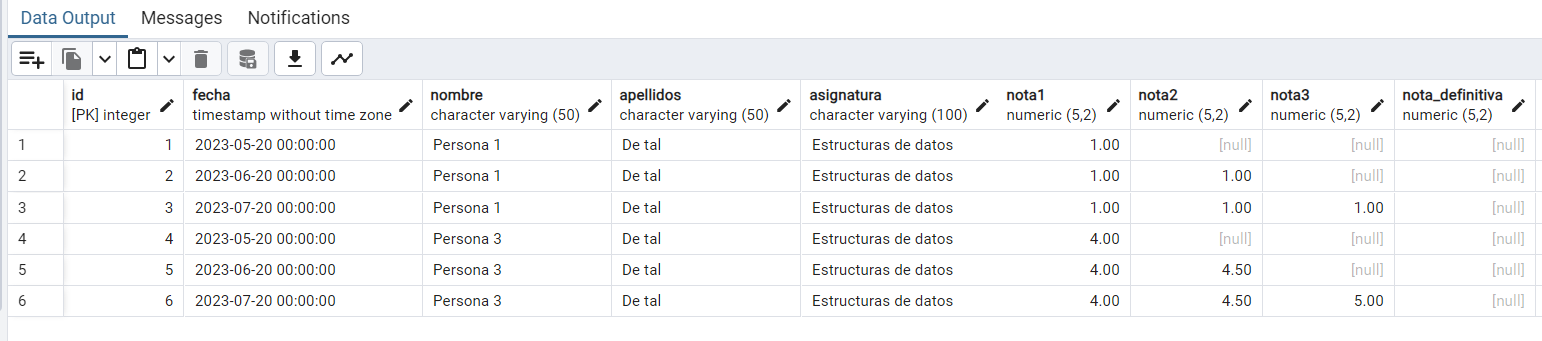 Data Output Messages Notifications
id fecha nombre apellidos asignatura nota1 nota2 nota3 nota_definitiva
[PK] integer timestamp without time zone character varying (50) character varying (50) character varying (100) numeric (5,2) numeric (5,2) numeric (5,2) numeric (5,2)
1 1 2023-05-20 00:00:00 Persona 1 De tal Estructuras de datos 1.00 [null] [null] [null]
2 2 2023-06-20 00:00:00 Persona 1 De tal Estructuras de datos 1.00 1.00 [null] [null]
3 3 2023-07-20 00:00:00 Persona 1 De tal Estructuras de datos 1.00 1.00 1.00 [null]
4 4 2023-05-20 00:00:00 Persona 3 De tal Estructuras de datos 4.00 [null] [null] [null]
5 5 2023-06-20 00:00:00 Persona 3 De tal Estructuras de datos 4.00 4.50 [null] [null]
6 6 2023-07-20 00:00:00 Persona 3 De tal Estructuras de datos 4.00 4.50 5.00 [null]